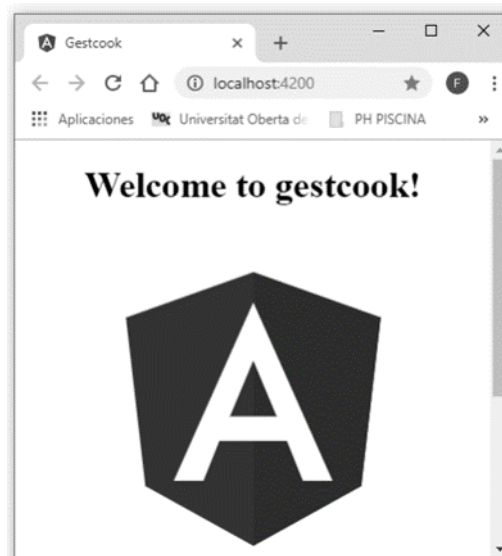 Gestcook
localhost:4200
F
Aplicaciones UOC Universitat Oberta de PH PISCINA »
Welcome to gestcook!
A